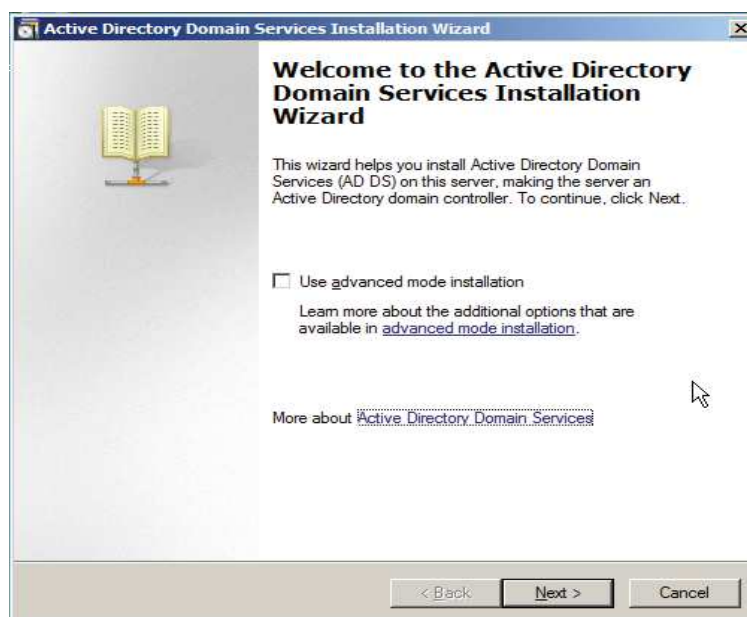 Active Directory Domain Services Installation Wizard
Welcome to the Active Directory
Domain Services Installation
Wizard
This wizard helps you install Active Directory Domain
Services (AD DS) on this server, making the server an
Active Directory domain controller. To continue, click Next.
Use advanced mode installation
Learn more about the additional options that are
available in advanced mode installation.
More about Active Directory Domain Services
< Back Next > Cancel